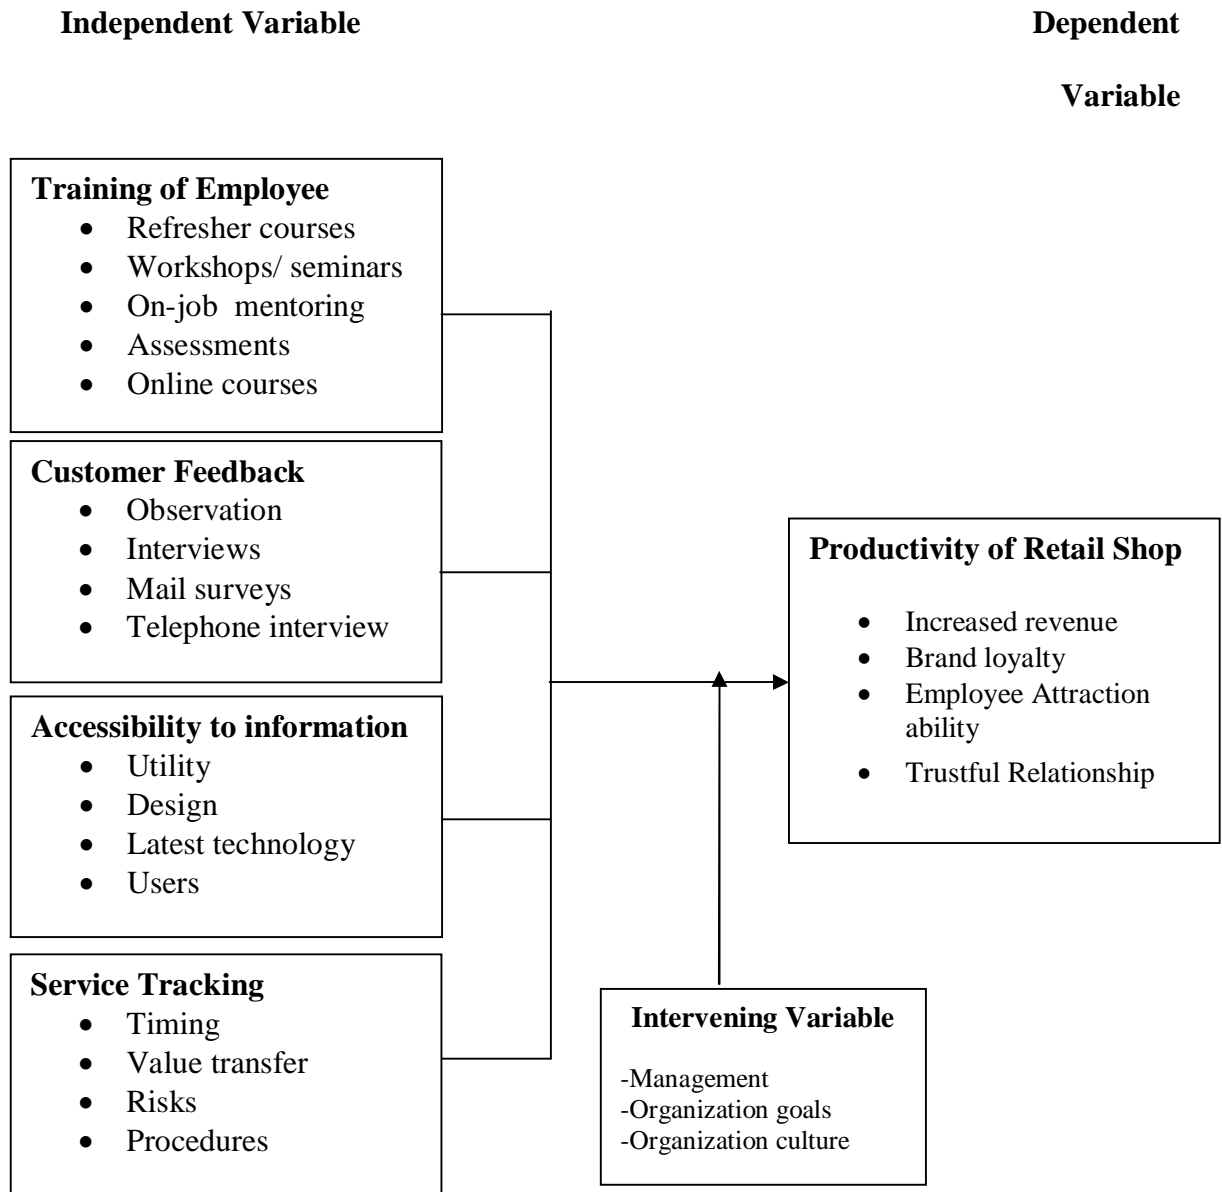 Independent Variable
Dependent
Variable
Training of Employee
• Refresher courses
• Workshops/ seminars
• On-job mentoring
• Assessments
• Online courses
Customer Feedback
• Observation
• Interviews
• Mail surveys
• Telephone interview
Accessibility to information
• Utility
• Design
• Latest technology
• Users
Service Tracking
• Timing
• Value transfer
• Risks
• Procedures
Productivity of Retail Shop
• Increased revenue
• Brand loyalty
• Employee Attraction
ability
• Trustful Relationship
Intervening Variable
-Management
-Organization goals
-Organization culture